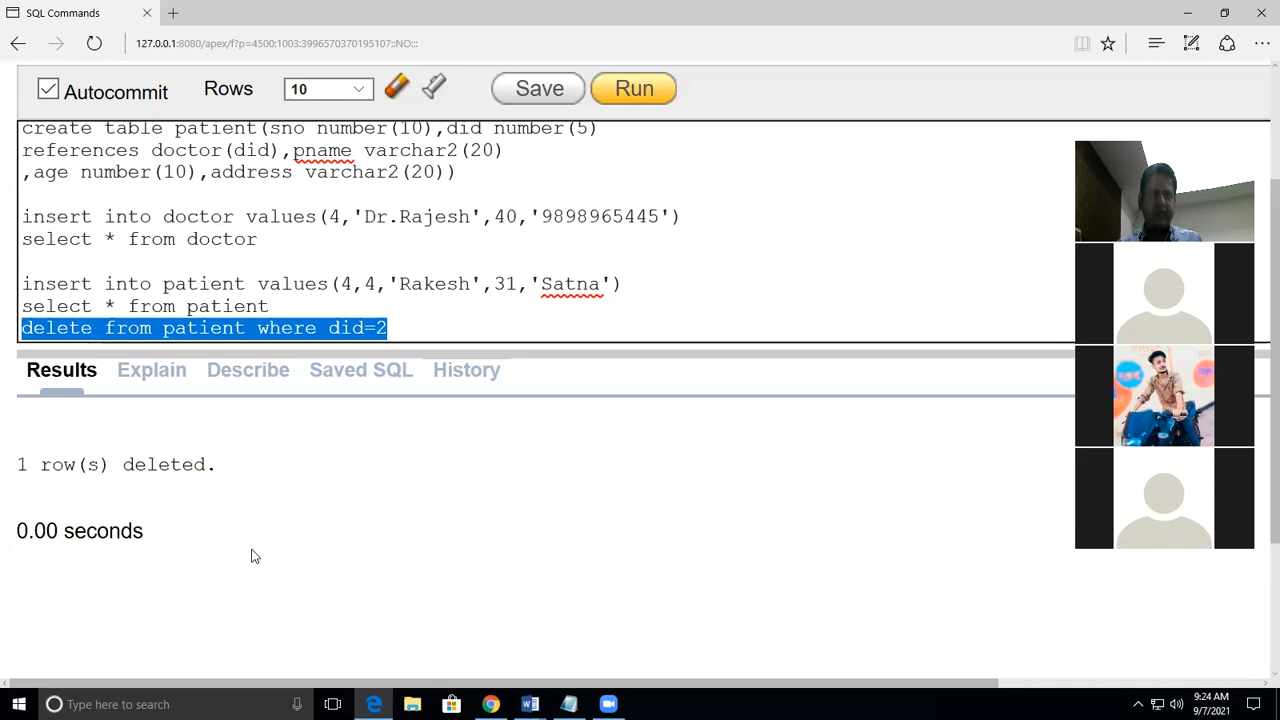 SQL Commands
127.0.0.1:8080/apex/f?p=4500:1003:3996570370195107::NO:::
Autocommit Rows 10 Save Run
create table patient(sno number(10),did number(5)
references doctor(did),pname varchar2(20)
,age number(10),address varchar2(20))
insert into doctor values(4,'Dr.Rajesh',40,'9898965445')
select * from doctor
insert into patient values(4,4,'Rakesh',31,'Satna')
select * from patient
delete from patient where did=2
Results Explain Describe Saved SQL History
1 row(s) deleted.
0.00 seconds
Type here to search
9:24 AM
9/7/2021